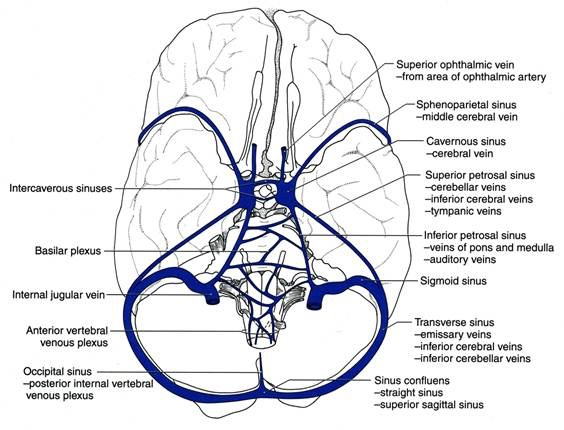 Superior ophthalmic vein
–from area of ophthalmic artery
Sphenoparietal sinus
–middle cerebral vein
Cavernous sinus
–cerebral vein
Superior petrosal sinus
–cerebellar veins
–inferior cerebral veins
–tympanic veins
Inferior petrosal sinus
–veins of pons and medulla
–auditory veins
Sigmoid sinus
Transverse sinus
–emissary veins
–inferior cerebral veins
–inferior cerebellar veins
Sinus confluens
–straight sinus
–superior sagittal sinus
Intercaverous sinuses
Basilar plexus
Internal jugular vein
Anterior vertebral
venous plexus
Occipital sinus
–posterior internal vertebral
venous plexus